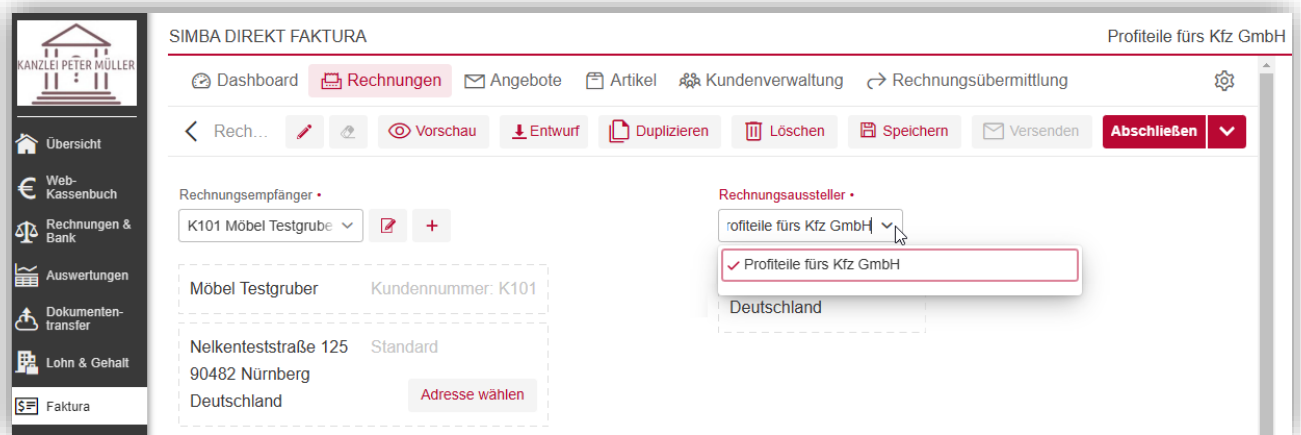 KANZLEI PETER MÜLLER
Übersicht
Web-
Kassenbuch
Rechnungen &
Bank
Auswertungen
Dokumenten-
transfer
Lohn & Gehalt
Faktura
SIMBA DIREKT FAKTURA Profiteile fürs Kfz GmbH
Dashboard Rechnungen Angebote Artikel Kundenverwaltung Rechnungsübermittlung
Rech... Vorschau Entwurf Duplizieren Löschen Speichern Versenden Abschließen
Rechnungsempfänger • Rechnungsaussteller •
K101 Möbel Testgrube rofiteile fürs Kfz GmbH
Profiteile fürs Kfz GmbH
Möbel Testgruber Kundennummer: K101 Deutschland
Nelkenteststraße 125 Standard
90482 Nürnberg
Deutschland Adresse wählen